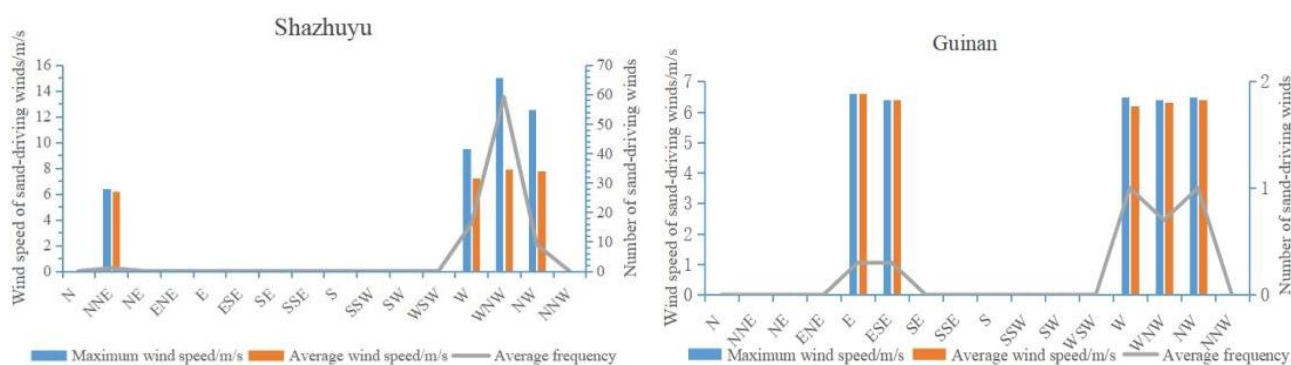 Shazhuyu
Wind speed of sand-driving winds/m/s
16
14
12
10
8
6
4
2
0
70
60
50
40
30
20
10
0
Number of sand-driving winds
N NNE NE ENE E ESE SE SSE S SSW SW WSW W WNW NW NNW
Maximum wind speed/m/s Average wind speed/m/s Average frequency
Guinan
Wind speed of sand-driving winds/m/s
7
6
5
4
3
2
1
0
2
1
0
Number of sand-driving winds
N NNE NE ENE E ESE SE SSE S SSW SW WSW W WNW NW NNW
Maximum wind speed/m/s Average wind speed/m/s Average frequency